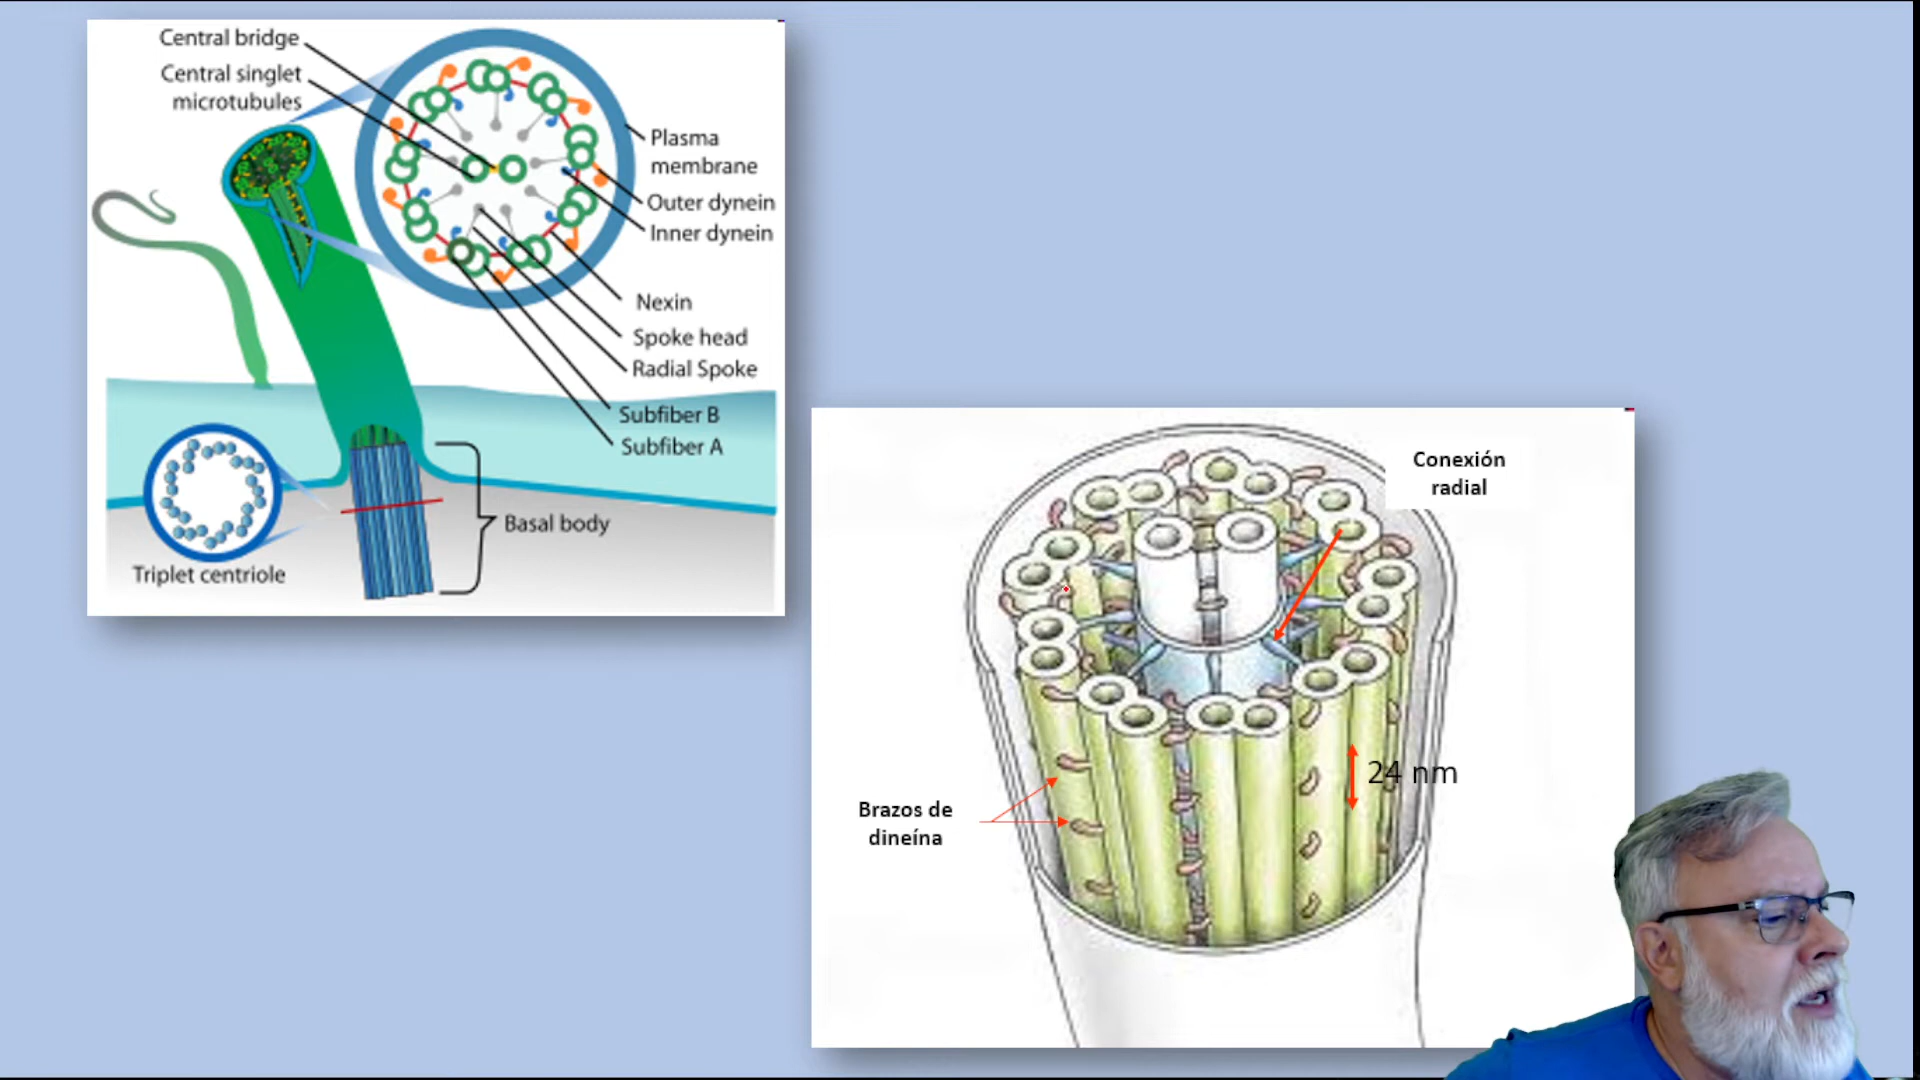 Central bridge
Central singlet
microtubules
Plasma
membrane
Outer dynein
Inner dynein
Nexin
Spoke head
Radial Spoke
Subfiber B
Subfiber A
Basal body
Triplet centriole
Conexión
radial
24 nm
Brazos de
dineína